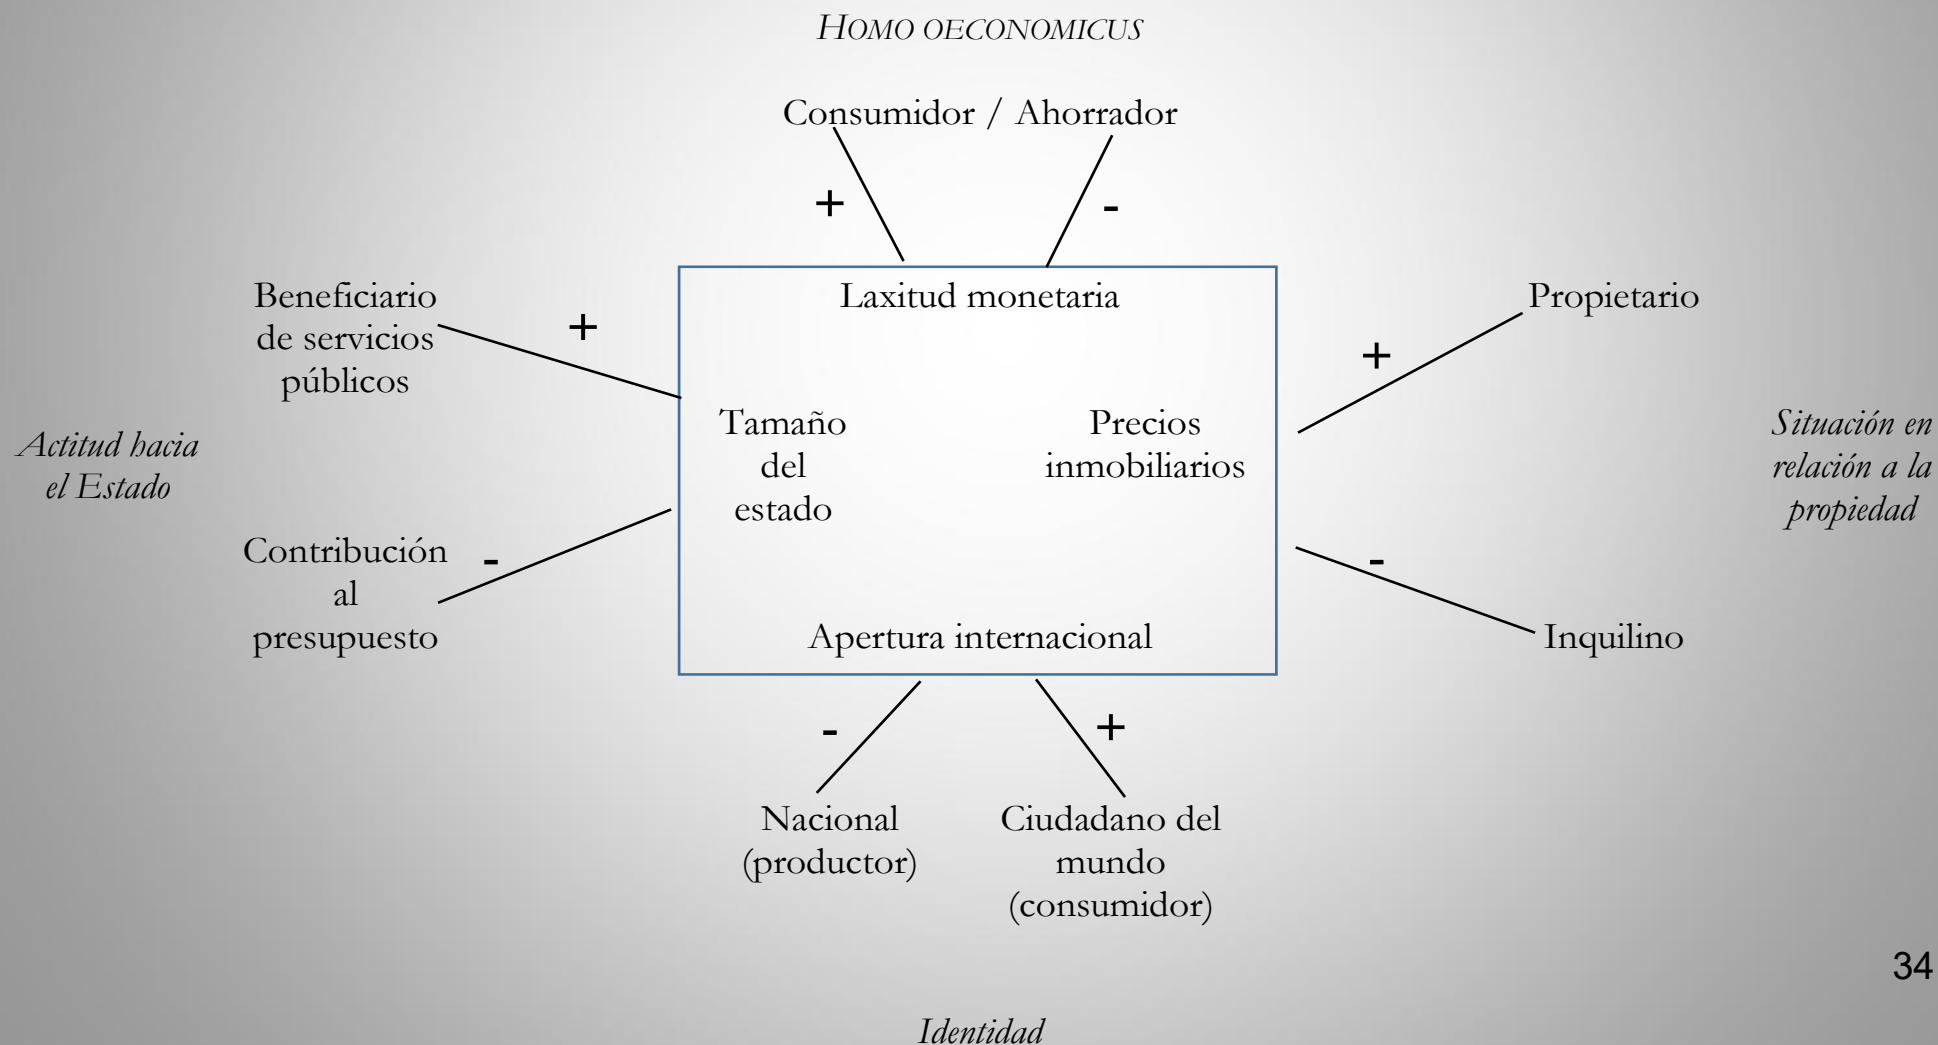 HOMO OECONOMICUS
Consumidor / Ahorrador
+
-
Laxitud monetaria
Beneficiario
de servicios
públicos
+
Propietario
+
Actitud hacia
el Estado
Tamaño
del
estado
Precios
inmobiliarios
Situación en
relación a la
propiedad
Contribución
al
presupuesto
-
-
Inquilino
Apertura internacional
-
+
Nacional
(productor)
Ciudadano del
mundo
(consumidor)
34
Identidad